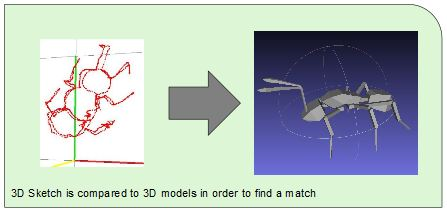 3D Sketch is compared to 3D models in order to find a match